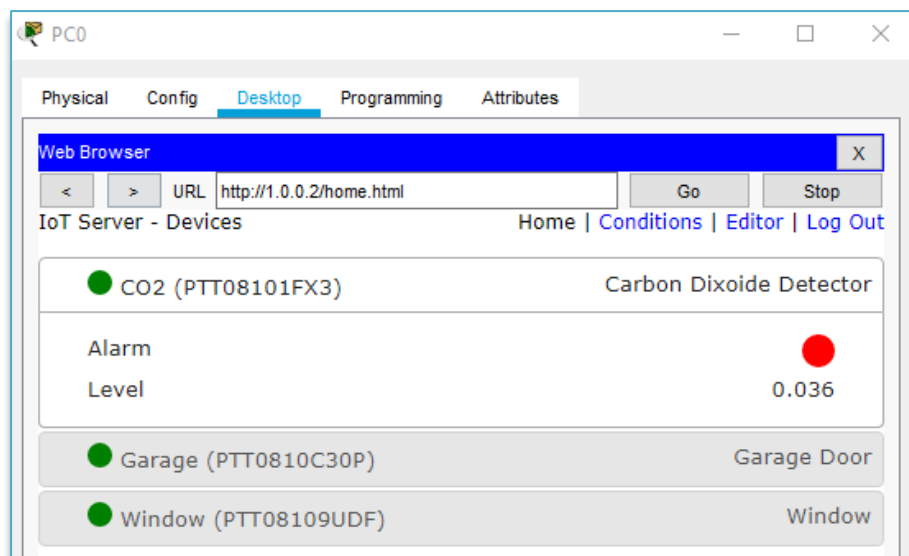 PC0
Physical Config Desktop Programming Attributes
Web Browser X
< > URL http://1.0.0.2/home.html Go Stop
IoT Server - Devices Home | Conditions | Editor | Log Out
CO2 (PTT08101FX3) Carbon Dixoide Detector
Alarm
Level 0.036
Garage (PTT0810C30P) Garage Door
Window (PTT08109UDF) Window